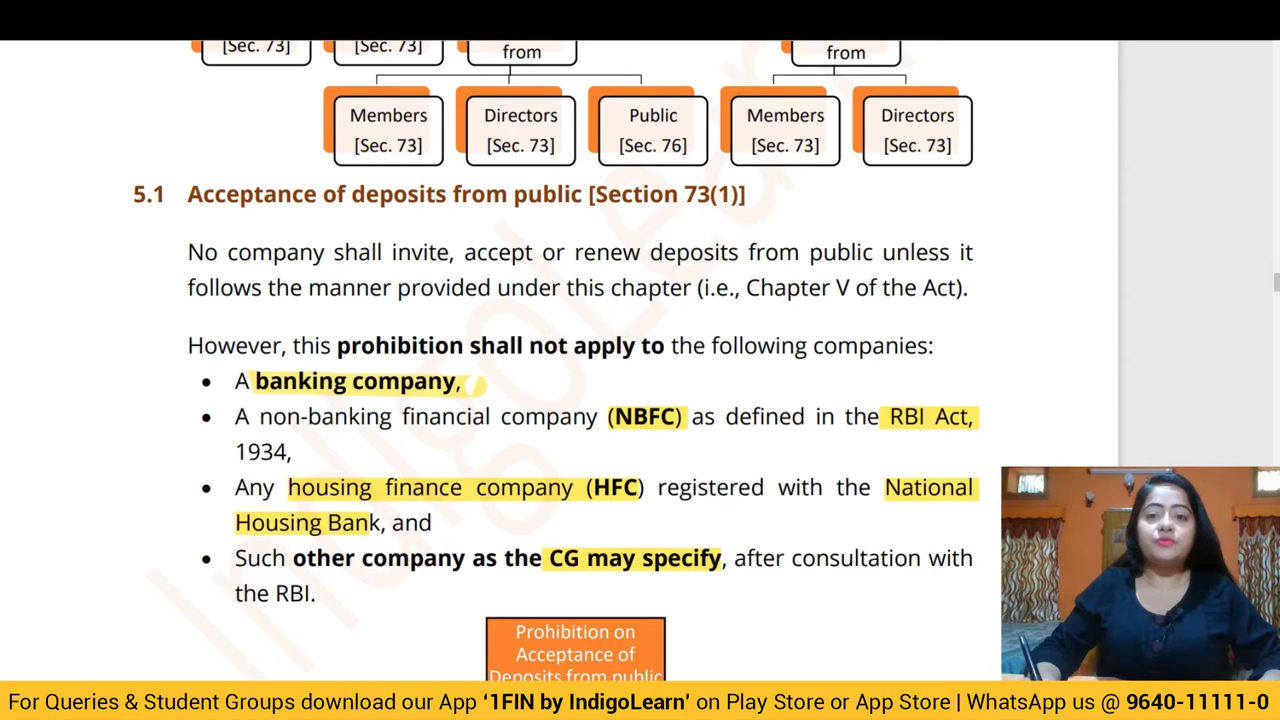 [Sec. 73]
[Sec. 73]
from
from
Members
[Sec. 73]
Directors
[Sec. 73]
Public
[Sec. 76]
Members
[Sec. 73]
Directors
[Sec. 73]
5.1 Acceptance of deposits from public [Section 73(1)]
No company shall invite, accept or renew deposits from public unless it
follows the manner provided under this chapter (i.e., Chapter V of the Act).
However, this prohibition shall not apply to the following companies:
• A banking company,
• A non-banking financial company (NBFC) as defined in the RBI Act,
1934,
• Any housing finance company (HFC) registered with the National
Housing Bank, and
• Such other company as the CG may specify, after consultation with
the RBI.
Prohibition on
Acceptance of
Deposits from public
IndigoLearn
For Queries & Student Groups download our App ‘1FIN by IndigoLearn’ on Play Store or App Store | WhatsApp us @ 9640-11111-0